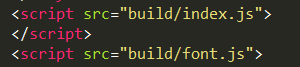 <script src="build/index.js">
</script>
<script src="build/font.js">